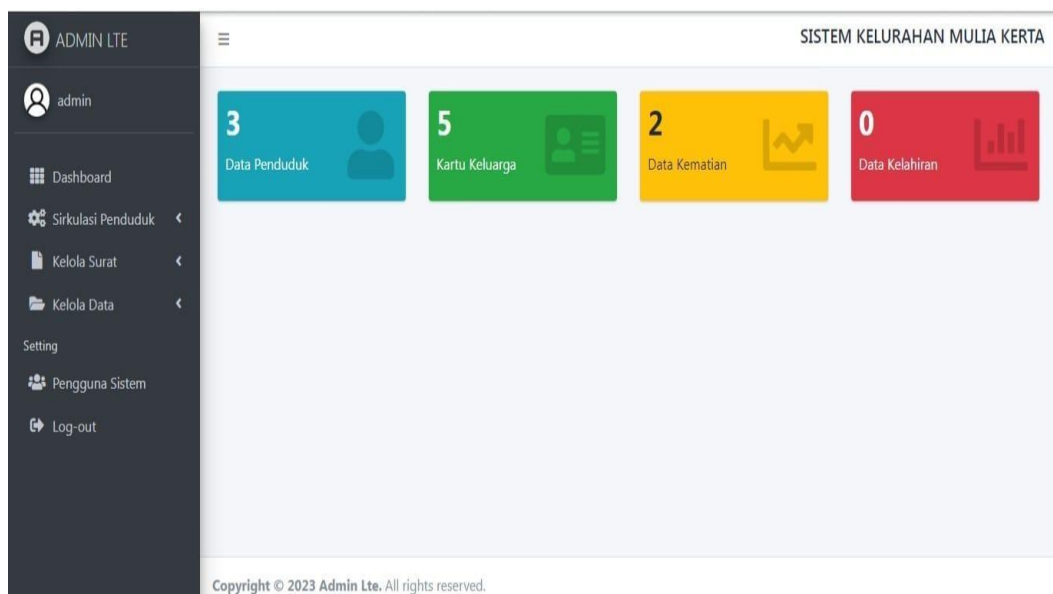 ADMIN LTE
SISTEM KELURAHAN MULIA KERTA
admin
Dashboard
Sirkulasi Penduduk
Kelola Surat
Kelola Data
Setting
Pengguna Sistem
Log-out
3
Data Penduduk
5
Kartu Keluarga
2
Data Kematian
0
Data Kelahiran
Copyright © 2023 Admin Lte. All rights reserved.